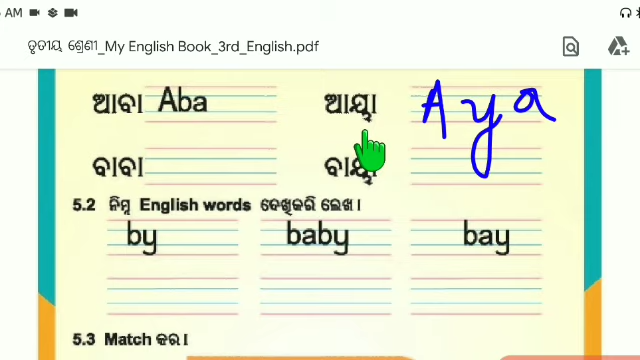 AM
ତୃତୀୟ ଶ୍ରେଣୀ_My English Book_3rd_English.pdf
ଆବା Aba ଆୟା Aya
ବାବା ବାୟା
5.2 ନିମ୍ନ English words ଦେଖିକରି ଲେଖ।
by baby bay
5.3 Match କର।